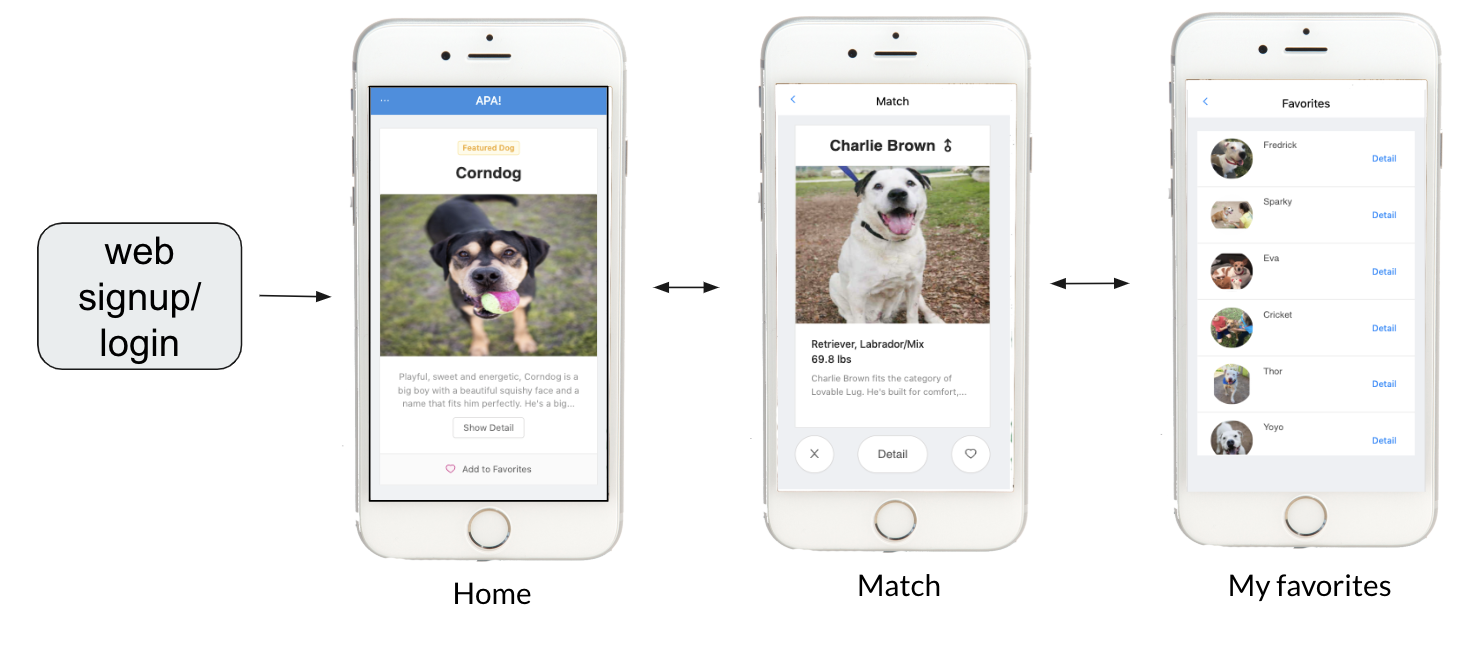 web
signup/
login
...
APA!
Featured Dog
Corndog
Playful, sweet and energetic, Corndog is a
big boy with a beautiful squishy face and a
name that fits him perfectly. He's a big...
Show Detail
Add to Favorites
Home
Match
Charlie Brown
Retriever, Labrador/Mix
69.8 lbs
Charlie Brown fits the category of
Lovable Lug. He's built for comfort,...
X
Detail
Match
Favorites
Fredrick
Detail
Sparky
Detail
Eva
Detail
Cricket
Detail
Thor
Detail
Yoyo
Detail
My favorites